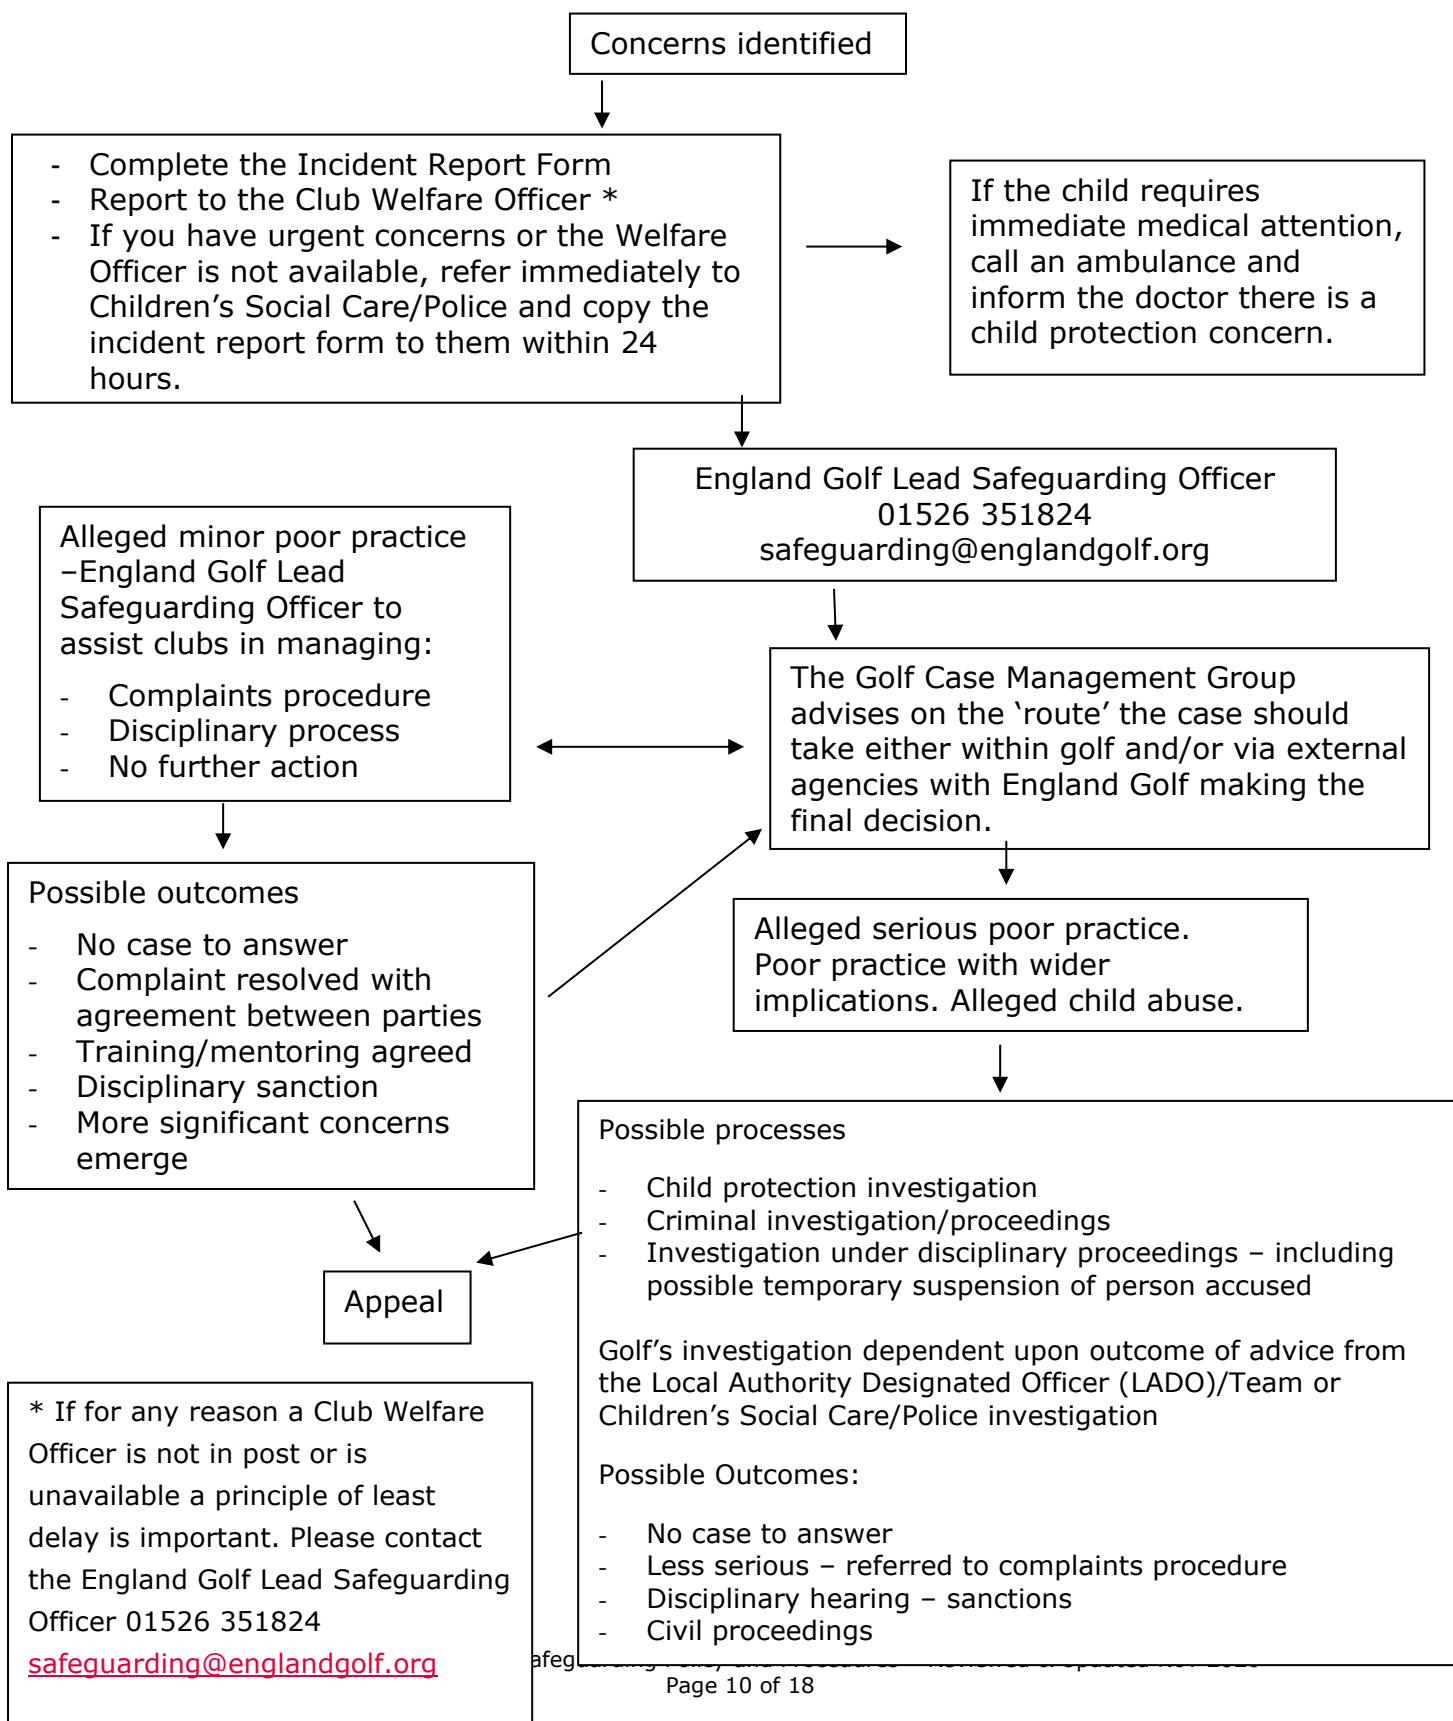 Concerns identified
- Complete the Incident Report Form
- Report to the Club Welfare Officer *
- If you have urgent concerns or the Welfare
Officer is not available, refer immediately to
Children’s Social Care/Police and copy the
incident report form to them within 24
hours.
If the child requires
immediate medical attention,
call an ambulance and
inform the doctor there is a
child protection concern.
England Golf Lead Safeguarding Officer
01526 351824
safeguarding@englandgolf.org
Alleged minor poor practice
–England Golf Lead
Safeguarding Officer to
assist clubs in managing:
- Complaints procedure
- Disciplinary process
- No further action
The Golf Case Management Group
advises on the ‘route’ the case should
take either within golf and/or via external
agencies with England Golf making the
final decision.
Possible outcomes
- No case to answer
- Complaint resolved with
agreement between parties
- Training/mentoring agreed
- Disciplinary sanction
- More significant concerns
emerge
Alleged serious poor practice.
Poor practice with wider
implications. Alleged child abuse.
Possible processes
- Child protection investigation
- Criminal investigation/proceedings
- Investigation under disciplinary proceedings – including
possible temporary suspension of person accused
Golf’s investigation dependent upon outcome of advice from
the Local Authority Designated Officer (LADO)/Team or
Children’s Social Care/Police investigation
Possible Outcomes:
- No case to answer
- Less serious – referred to complaints procedure
- Disciplinary hearing – sanctions
- Civil proceedings
Appeal
* If for any reason a Club Welfare
Officer is not in post or is
unavailable a principle of least
delay is important. Please contact
the England Golf Lead Safeguarding
Officer 01526 351824
safeguarding@englandgolf.org
Page 10 of 18